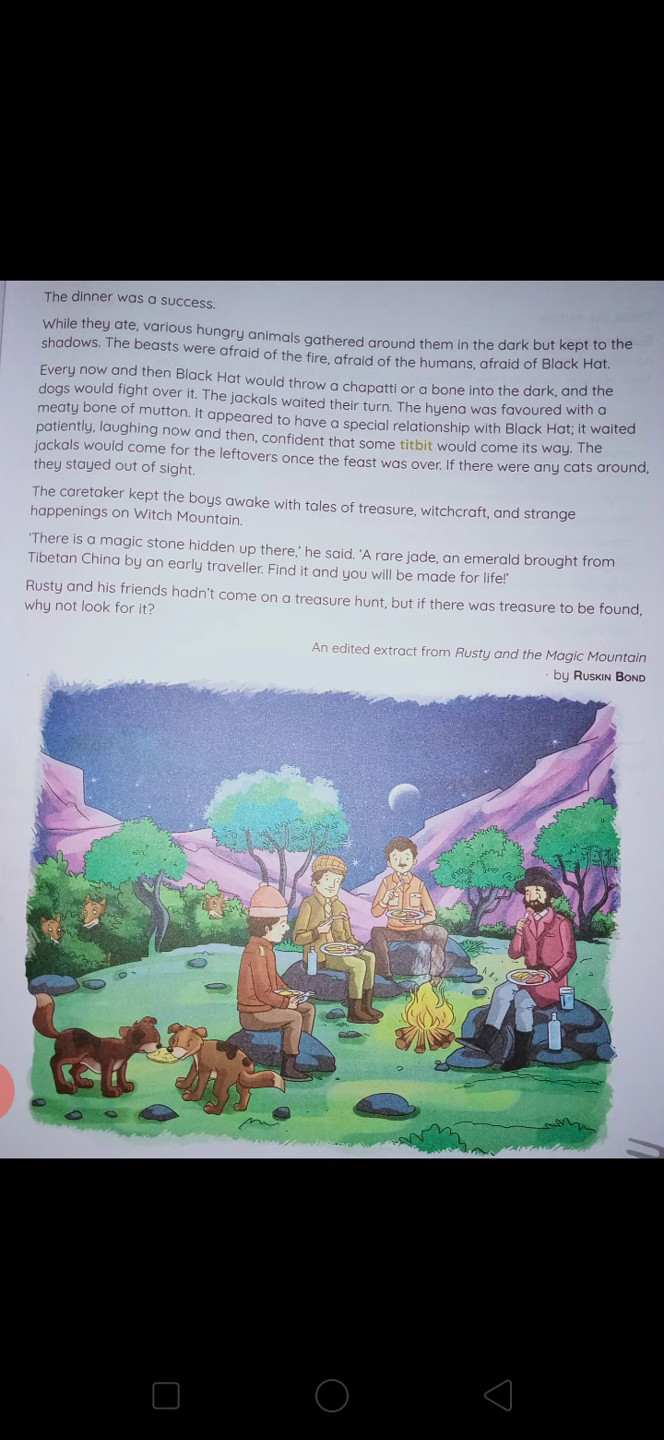 The dinner was a success.
While they ate, various hungry animals gathered around them in the dark but kept to the
shadows. The beasts were afraid of the fire, afraid of the humans, afraid of Black Hat.
Every now and then Black Hat would throw a chapatti or a bone into the dark, and the
dogs would fight over it. The jackals waited their turn. The hyena was favoured with a
meaty bone of mutton. It appeared to have a special relationship with Black Hat; it waited
patiently, laughing now and then, confident that some titbit would come its way. The
jackals would come for the leftovers once the feast was over. If there were any cats around,
they stayed out of sight.
The caretaker kept the boys awake with tales of treasure, witchcraft, and strange
happenings on Witch Mountain.
‘There is a magic stone hidden up there,’ he said. ‘A rare jade, an emerald brought from
Tibetan China by an early traveller. Find it and you will be made for life!’
Rusty and his friends hadn’t come on a treasure hunt, but if there was treasure to be found,
why not look for it?
An edited extract from Rusty and the Magic Mountain
- by RUSKIN BOND